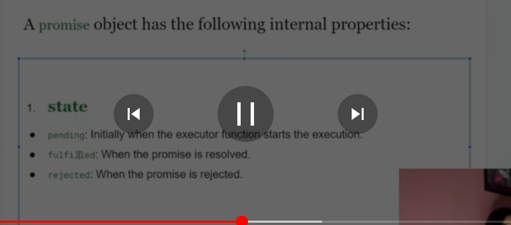 A promise object has the following internal properties:
1. state
● pending: Initially when the executor function starts the execution.
● fulfilled: When the promise is resolved.
● rejected: When the promise is rejected.